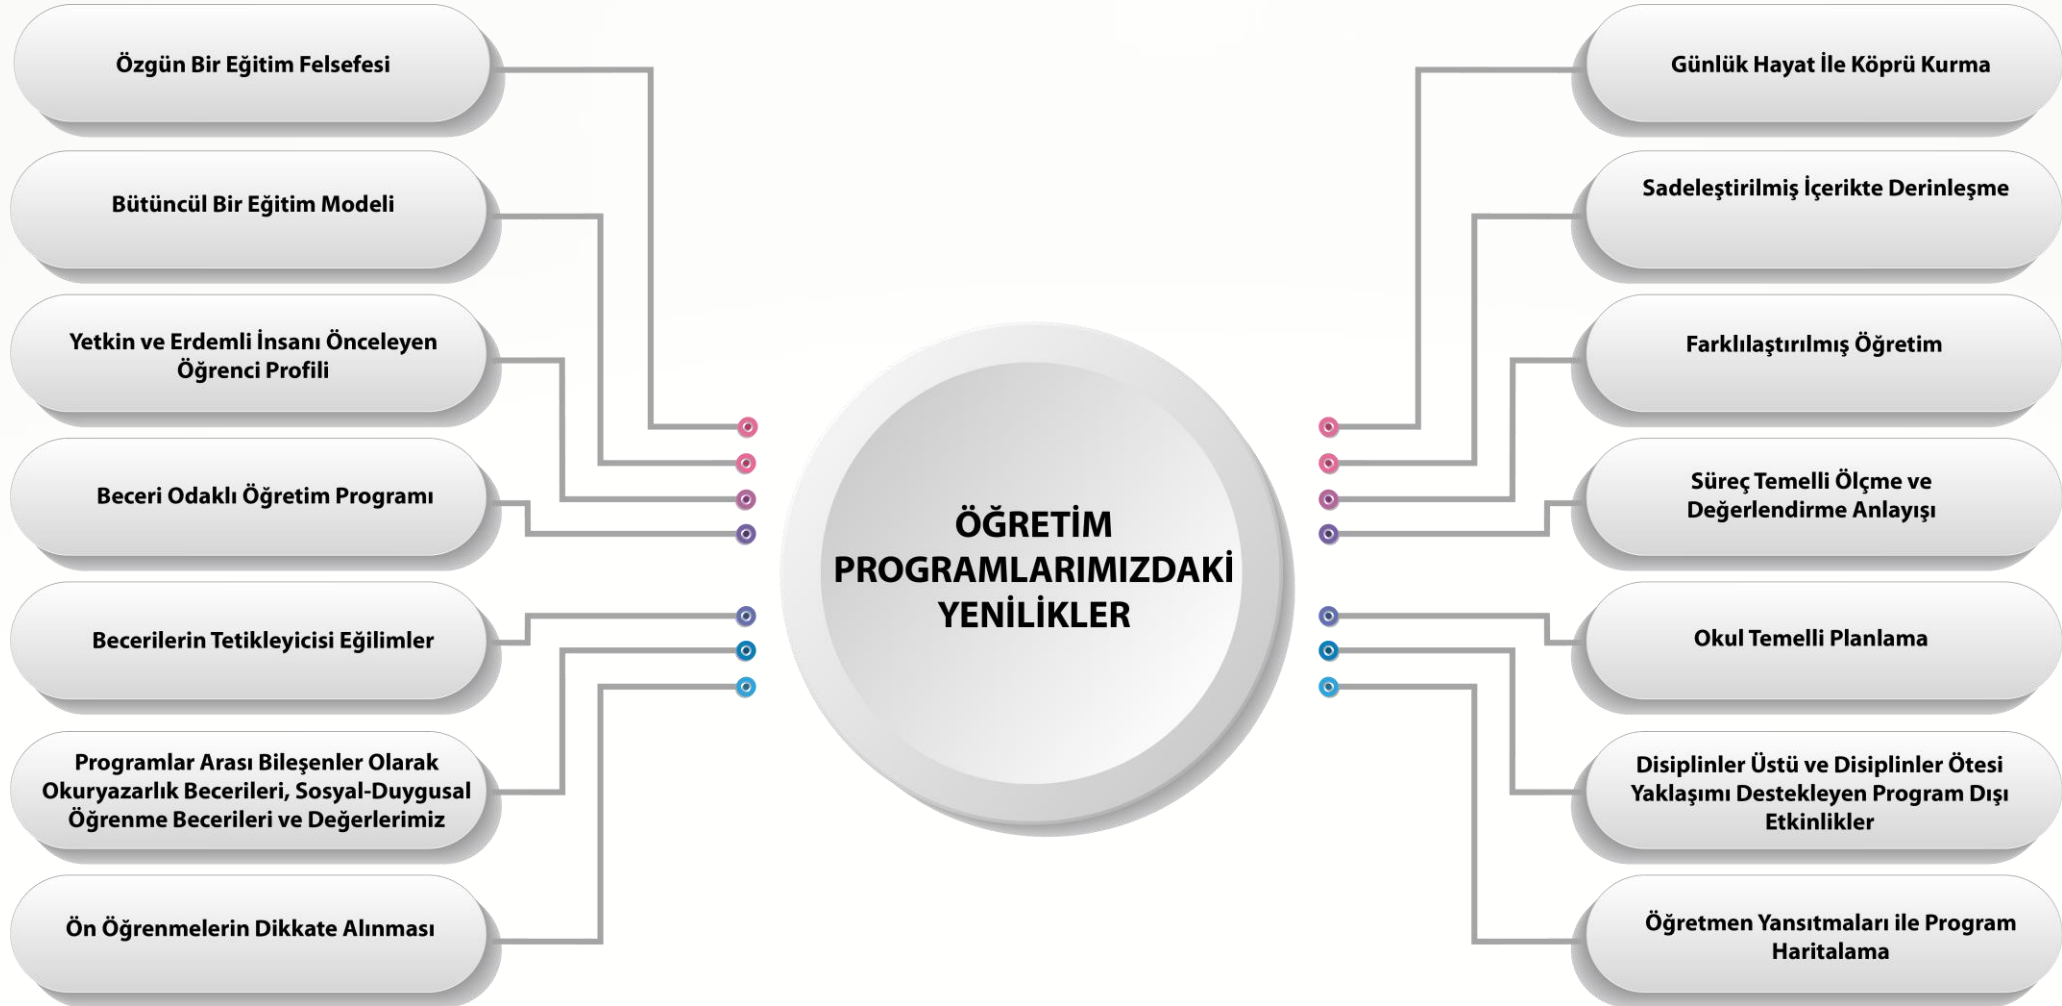 Özgün Bir Eğitim Felsefesi
Bütüncül Bir Eğitim Modeli
Yetkin ve Erdemli İnsanı Önceleyen
Öğrenci Profili
Beceri Odaklı Öğretim Programı
Becerilerin Tetikleyicisi Eğilimler
Programlar Arası Bileşenler Olarak
Okuryazarlık Becerileri, Sosyal-Duygusal
Öğrenme Becerileri ve Değerlerimiz
Ön Öğrenmelerin Dikkate Alınması
ÖĞRETİM
PROGRAMLARIMIZDAKİ
YENİLİKLER
Günlük Hayat İle Köprü Kurma
Sadeleştirilmiş İçerikte Derinleşme
Farklılaştırılmış Öğretim
Süreç Temelli Ölçme ve
Değerlendirme Anlayışı
Okul Temelli Planlama
Disiplinler Üstü ve Disiplinler Ötesi
Yaklaşımı Destekleyen Program Dışı
Etkinlikler
Öğretmen Yansıtmaları ile Program
Haritalama